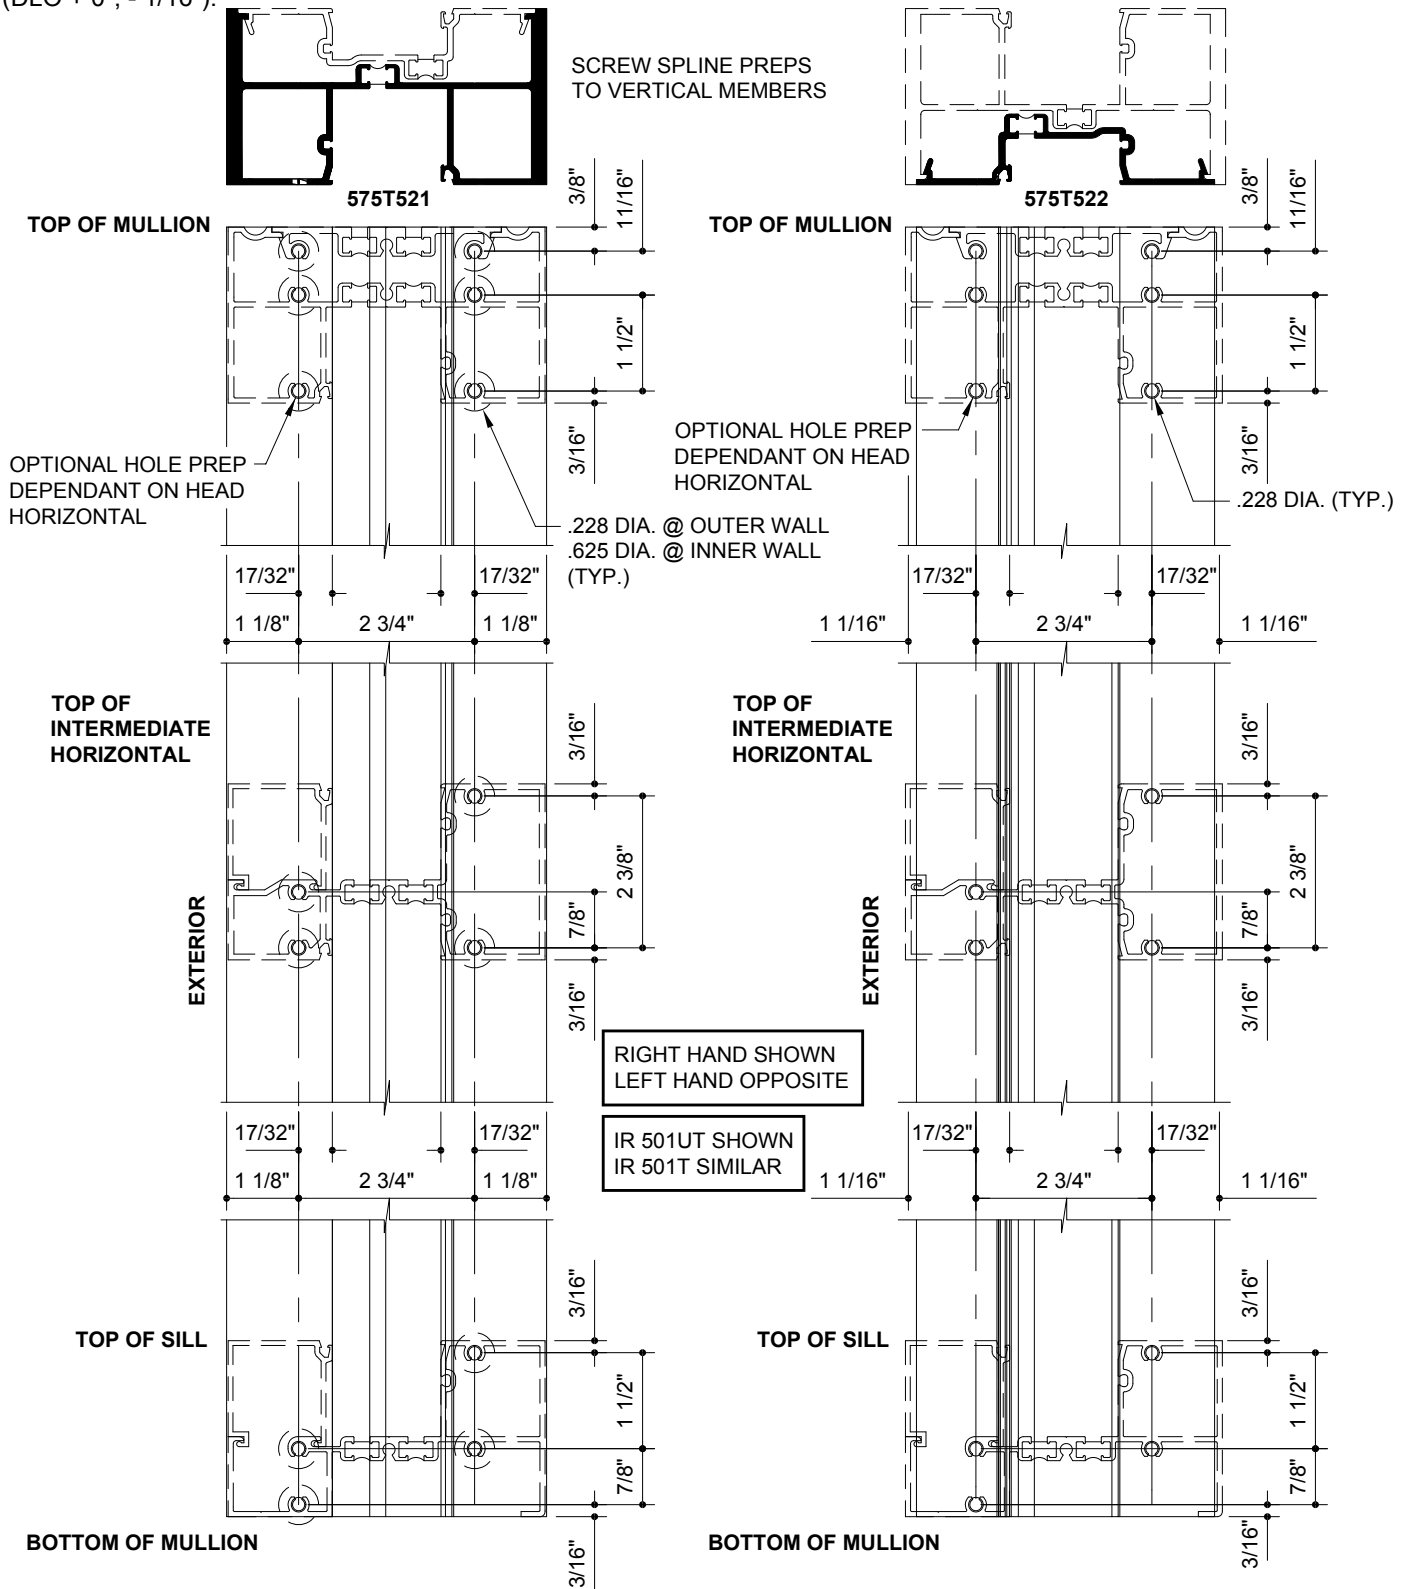 (DLO + 0", - 1/16").
SCREW SPLINE PREPS
TO VERTICAL MEMBERS
575T521
575T522
3/8"
11/16"
3/8"
11/16"
TOP OF MULLION
TOP OF MULLION
1 1/2"
1 1/2"
3/16"
3/16"
OPTIONAL HOLE PREP
DEPENDANT ON HEAD
HORIZONTAL
OPTIONAL HOLE PREP
DEPENDANT ON HEAD
HORIZONTAL
.228 DIA. @ OUTER WALL
.625 DIA. @ INNER WALL
(TYP.)
.228 DIA. (TYP.)
17/32"
17/32"
17/32"
17/32"
1 1/8"
2 3/4"
1 1/8"
1 1/16"
2 3/4"
1 1/16"
TOP OF
INTERMEDIATE
HORIZONTAL
TOP OF
INTERMEDIATE
HORIZONTAL
3/16"
3/16"
2 3/8"
2 3/8"
7/8"
7/8"
EXTERIOR
EXTERIOR
3/16"
3/16"
RIGHT HAND SHOWN
LEFT HAND OPPOSITE
IR 501UT SHOWN
IR 501T SIMILAR
17/32"
17/32"
17/32"
17/32"
1 1/8"
2 3/4"
1 1/8"
1 1/16"
2 3/4"
1 1/16"
3/16"
3/16"
TOP OF SILL
TOP OF SILL
1 1/2"
1 1/2"
7/8"
7/8"
BOTTOM OF MULLION
BOTTOM OF MULLION
3/16"
3/16"